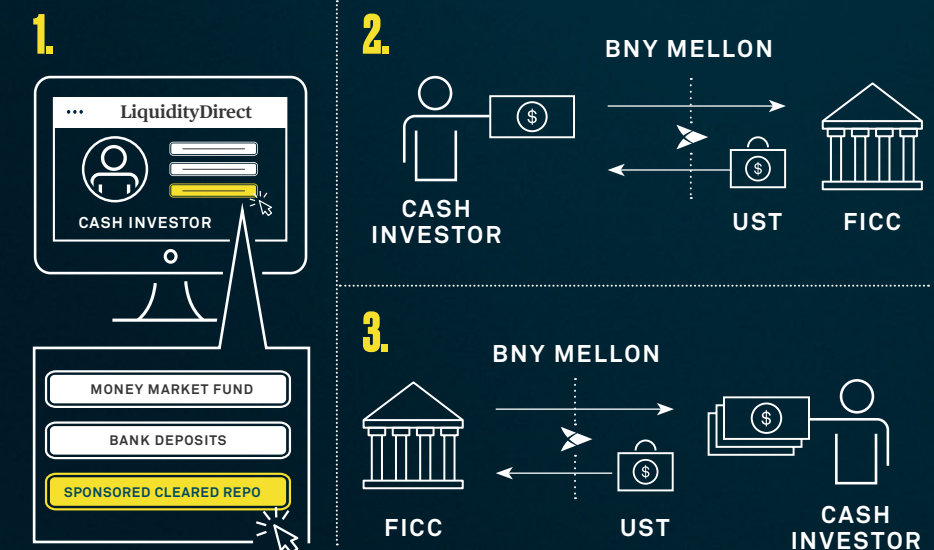 1.
LiquidityDirect
CASH INVESTOR
MONEY MARKET FUND
BANK DEPOSITS
SPONSORED CLEARED REPO
2.
BNY MELLON
$
$
CASH
INVESTOR
UST
FICC
3.
BNY MELLON
$
$
FICC
UST
CASH
INVESTOR